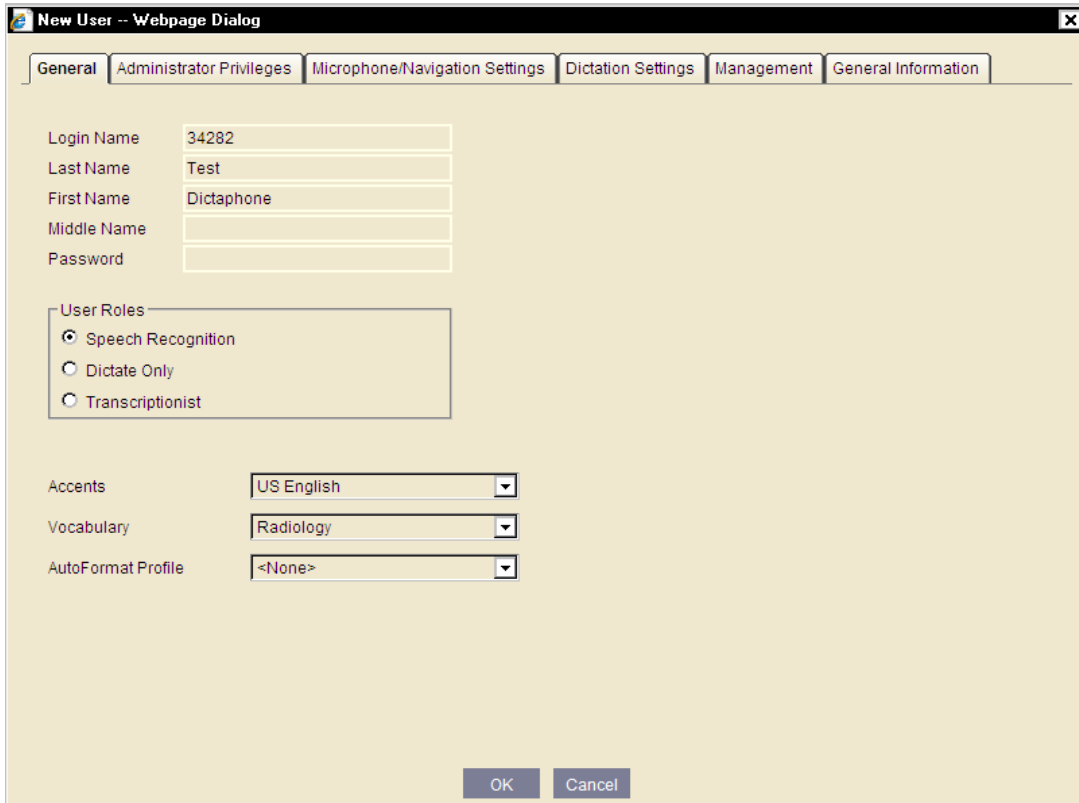 New User -- Webpage Dialog
General Administrator Privileges Microphone/Navigation Settings Dictation Settings Management General Information
Login Name 34282
Last Name Test
First Name Dictaphone
Middle Name
Password
User Roles
Speech Recognition
Dictate Only
Transcriptionist
Accents US English
Vocabulary Radiology
AutoFormat Profile <None>
OK Cancel